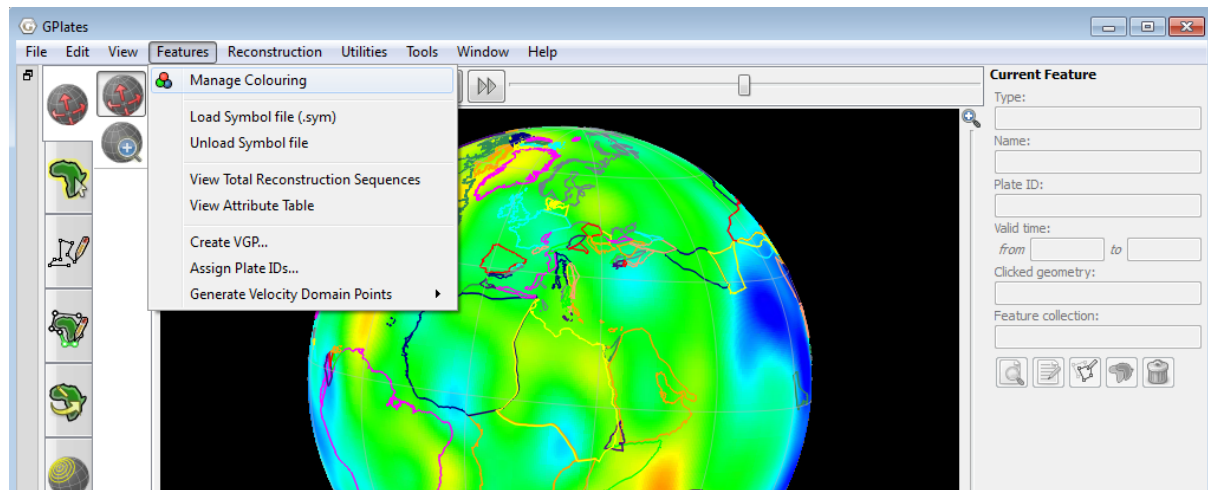 GPlates
File Edit View Features Reconstruction Utilities Tools Window Help
Manage Colouring
Load Symbol file (.sym)
Unload Symbol file
View Total Reconstruction Sequences
View Attribute Table
Create VGP...
Assign Plate IDs...
Generate Velocity Domain Points
Current Feature
Type:
Name:
Plate ID:
Valid time:
from to
Clicked geometry:
Feature collection: